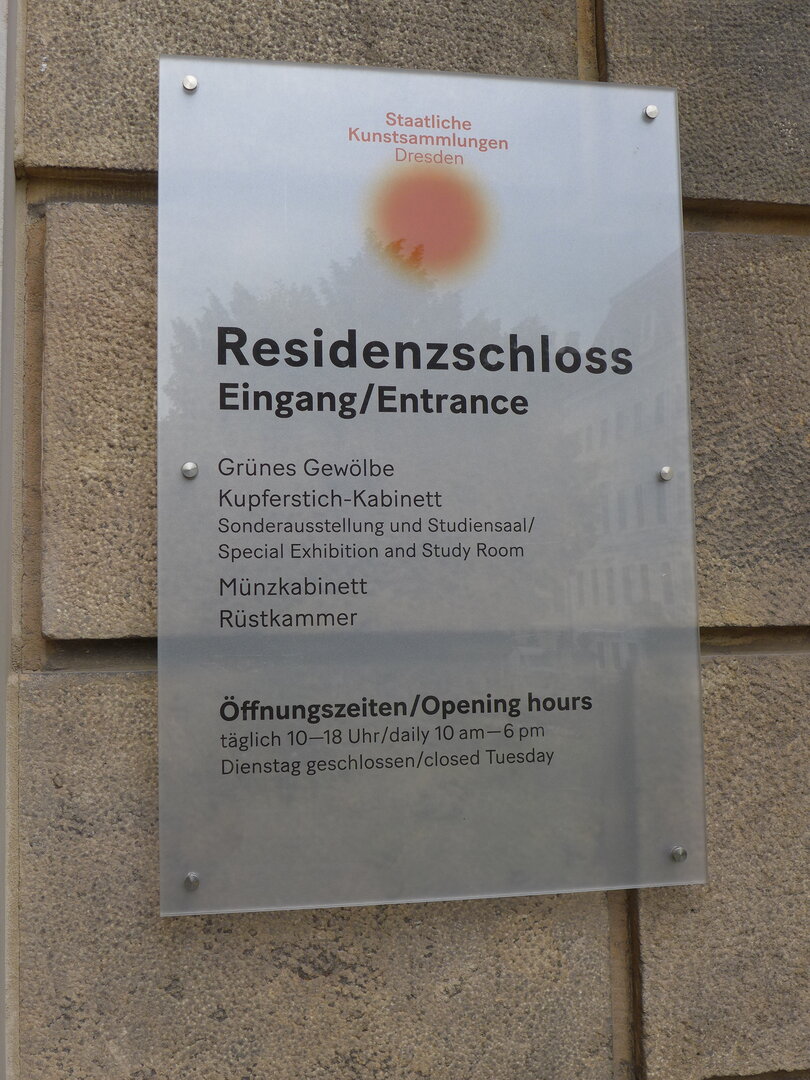 Staatliche
Kunstsammlungen
Dresden
Residenzschloss
Eingang/Entrance
Grünes Gewölbe
Kupferstich-Kabinett
Sonderausstellung und Studiensaal/
Special Exhibition and Study Room
Münzkabinett
Rüstkammer
Öffnungszeiten/Opening hours
täglich 10—18 Uhr/daily 10 am—6 pm
Dienstag geschlossen/closed Tuesday